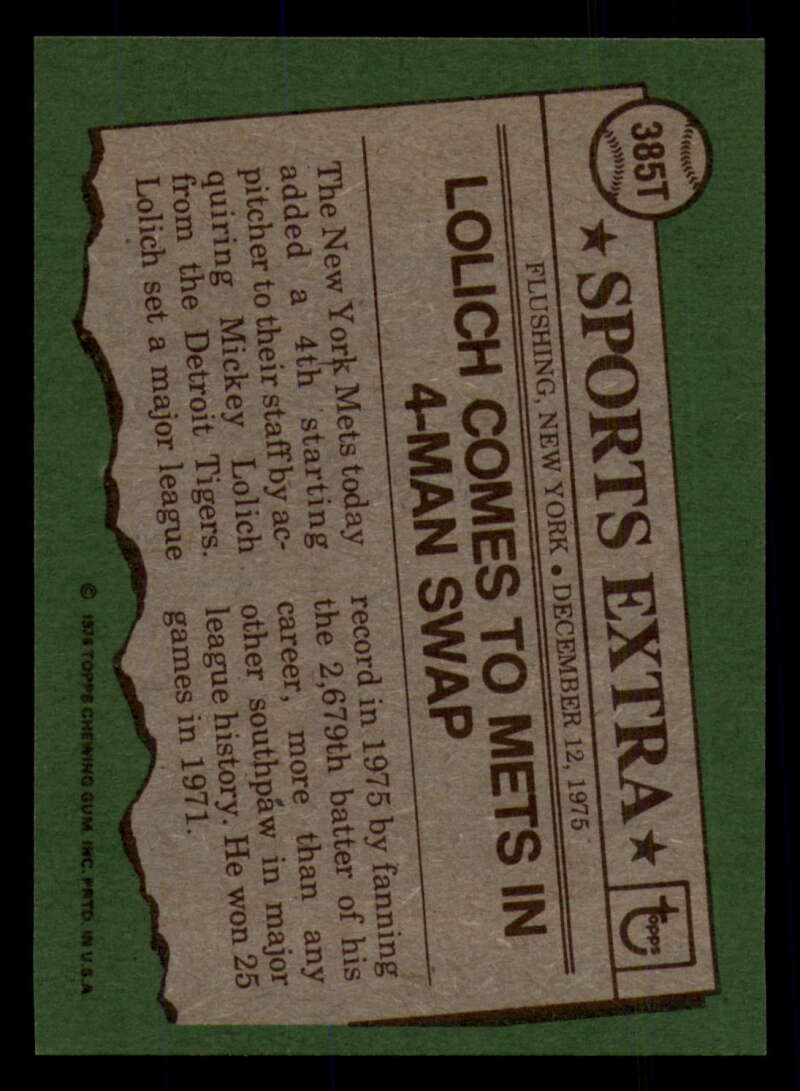 385T
★ SPORTS EXTRA ★
topps
FLUSHING, NEW YORK • DECEMBER 12, 1975
LOLICH COMES TO METS IN
4-MAN SWAP
The New York Mets today
added a 4th starting
pitcher to their staff by ac-
quiring Mickey Lolich
from the Detroit Tigers.
Lolich set a major league
record in 1975 by fanning
the 2,679th batter of his
career, more than any
other southpaw in major
league history. He won 25
games in 1971.
© 1976 TOPPS CHEWING GUM, INC. PRTD. IN U.S.A.